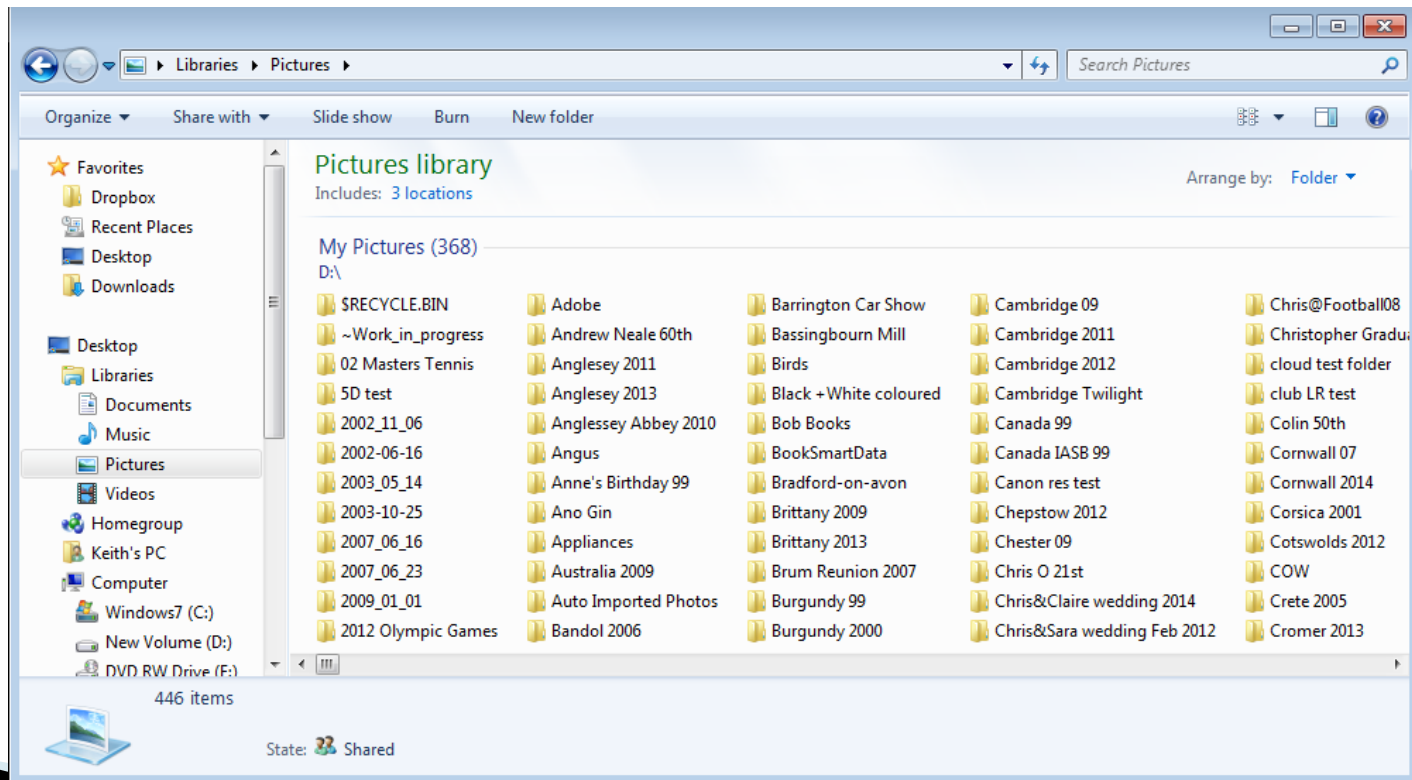 Libraries Pictures
Search Pictures
Organize Share with Slide show Burn New folder
Favorites
Dropbox
Recent Places
Desktop
Downloads
Desktop
Libraries
Documents
Music
Pictures
Videos
Homegroup
Keith's PC
Computer
Windows7 (C:)
New Volume (D:)
DVD RW Drive (F:)
Pictures library
Includes: 3 locations
Arrange by: Folder
My Pictures (368)
D:\
$RECYCLE.BIN
~Work_in_progress
02 Masters Tennis
5D test
2002_11_06
2002-06-16
2003_05_14
2003-10-25
2007_06_16
2007_06_23
2009_01_01
2012 Olympic Games
Adobe
Andrew Neale 60th
Anglesey 2011
Anglesey 2013
Anglessey Abbey 2010
Angus
Anne's Birthday 99
Ano Gin
Appliances
Australia 2009
Auto Imported Photos
Bandol 2006
Barrington Car Show
Bassingbourn Mill
Birds
Black +White coloured
Bob Books
BookSmartData
Bradford-on-avon
Brittany 2009
Brittany 2013
Brum Reunion 2007
Burgundy 99
Burgundy 2000
Cambridge 09
Cambridge 2011
Cambridge 2012
Cambridge Twilight
Canada 99
Canada IASB 99
Canon res test
Chepstow 2012
Chester 09
Chris O 21st
Chris&Claire wedding 2014
Chris&Sara wedding Feb 2012
Chris@Football08
Christopher Gradua
cloud test folder
club LR test
Colin 50th
Cornwall 07
Cornwall 2014
Corsica 2001
Cotswolds 2012
COW
Crete 2005
Cromer 2013
446 items
State: Shared